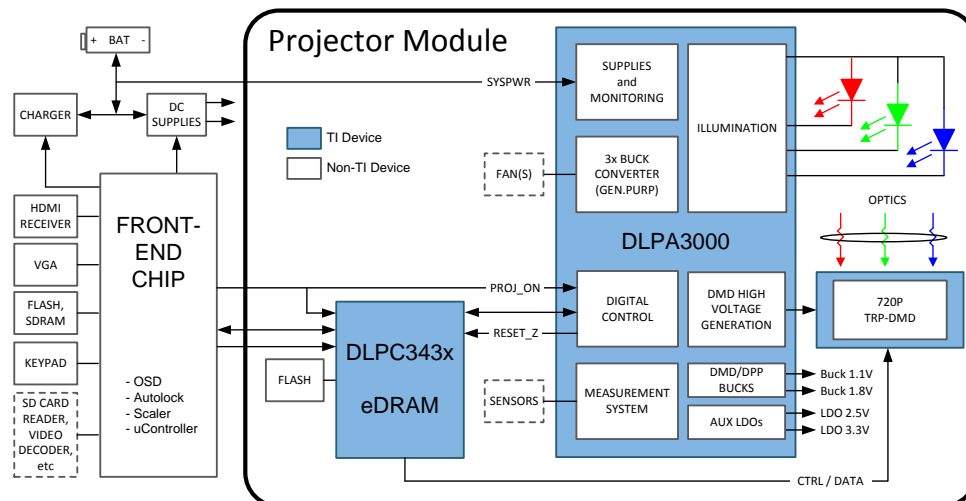 Projector Module
+ BAT -
CHARGER
DC
SUPPLIES
SYSPWR
SUPPLIES
and
MONITORING
ILLUMINATION
TI Device
Non-TI Device
FAN(S)
3x BUCK
CONVERTER
(GEN.PURP)
HDMI
RECEIVER
VGA
FLASH,
SDRAM
KEYPAD
SD CARD
READER,
VIDEO
DECODER,
etc
FRONT-
END
CHIP
- OSD
- Autolock
- Scaler
- uController
DLPA3000
OPTICS
PROJ_ON
RESET_Z
DIGITAL
CONTROL
DMD HIGH
VOLTAGE
GENERATION
720P
TRP-DMD
DLPC343x
eDRAM
FLASH
SENSORS
MEASUREMENT
SYSTEM
DMD/DPP
BUCKS
AUX LDOs
Buck 1.1V
Buck 1.8V
LDO 2.5V
LDO 3.3V
CTRL / DATA